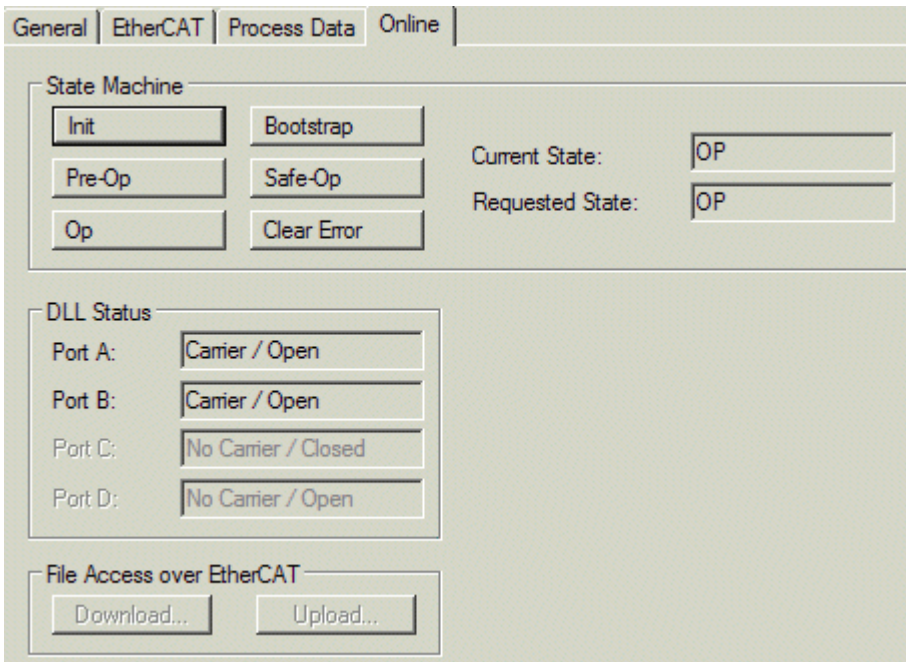 General EtherCAT Process Data Online
State Machine
Init Bootstrap
Pre-Op Safe-Op
Op Clear Error
Current State: OP
Requested State: OP
DLL Status
Port A: Carrier / Open
Port B: Carrier / Open
Port C: No Carrier / Closed
Port D: No Carrier / Open
File Access over EtherCAT
Download... Upload...